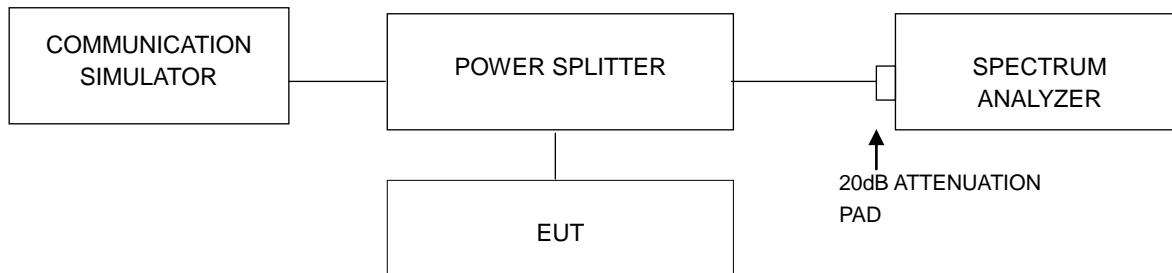 COMMUNICATION
SIMULATOR
POWER SPLITTER
SPECTRUM
ANALYZER
20dB ATTENUATION
PAD
EUT